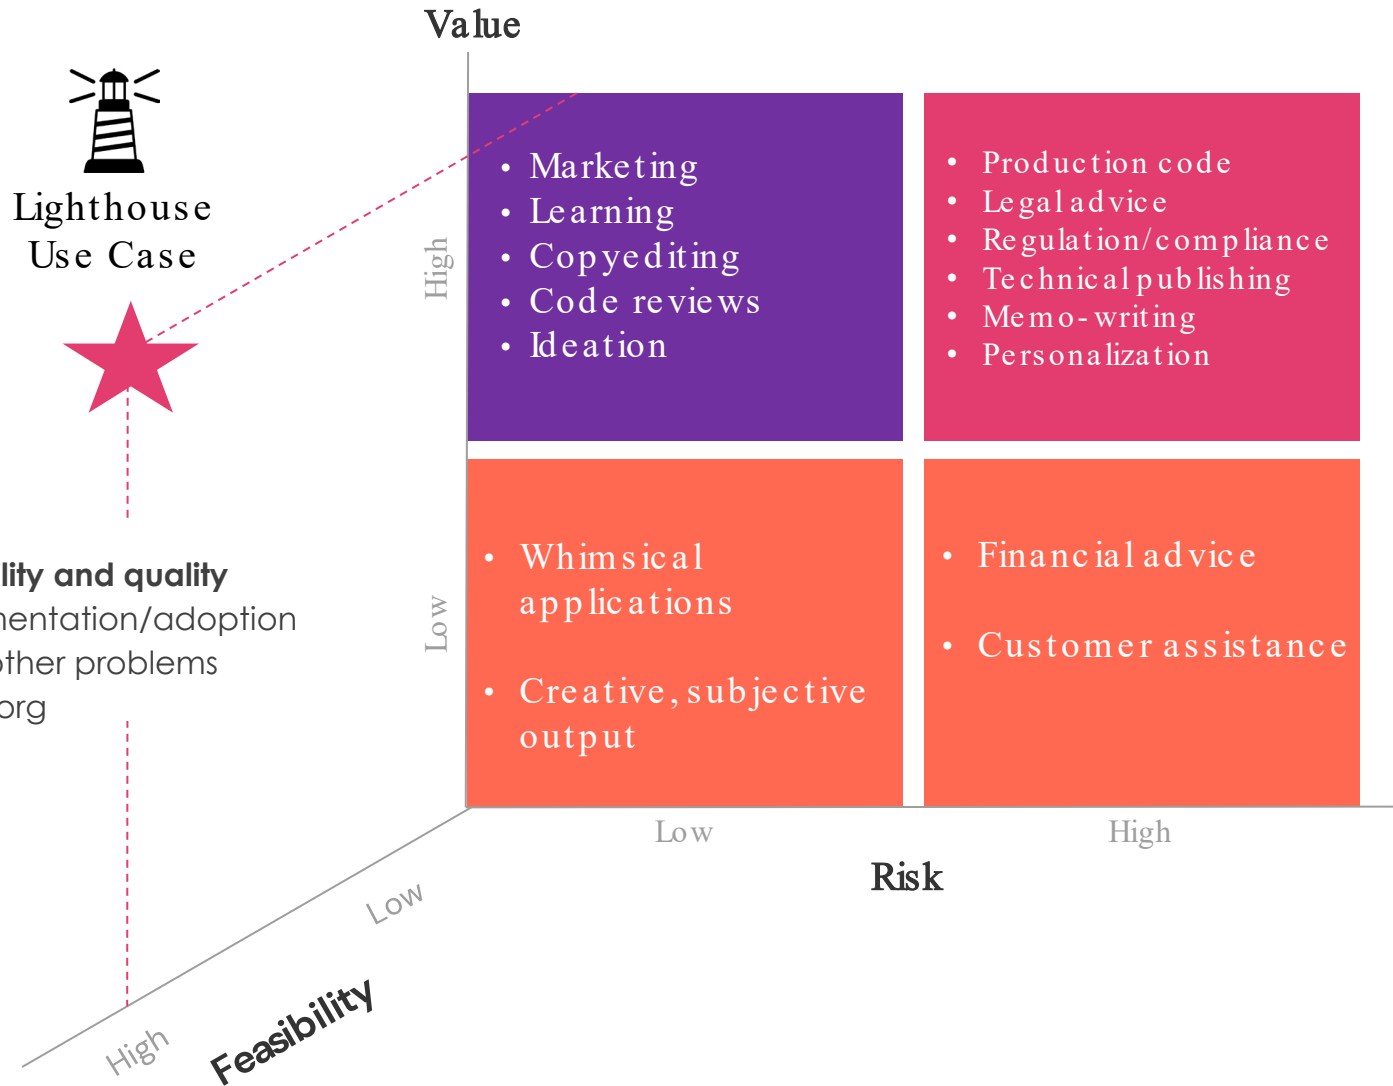 Value
Lighthouse
Use Case
High
• Marketing
• Learning
• Copyediting
• Code reviews
• Ideation
• Production code
• Legal advice
• Regulation/compliance
• Technical publishing
• Memo-writing
• Personalization
lity and quality
mentation/adoption
other problems
org
Low
• Whimsical
applications
• Creative, subjective
output
• Financial advice
• Customer assistance
Low
High
Risk
Low
High
Feasibility